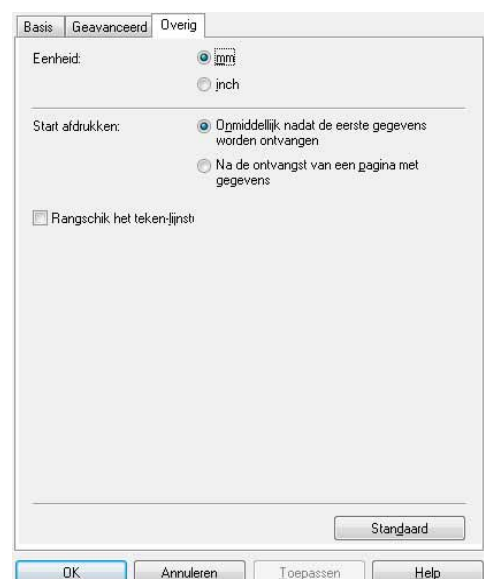 Basis Geavanceerd Overig
Eenheid: mm
inch
Start afdrukken: Onmiddellijk nadat de eerste gegevens
worden ontvangen
Na de ontvangst van een pagina met
gegevens
Rangschik het teken-lijnst
Standaard
OK Annuleren Toepassen Help